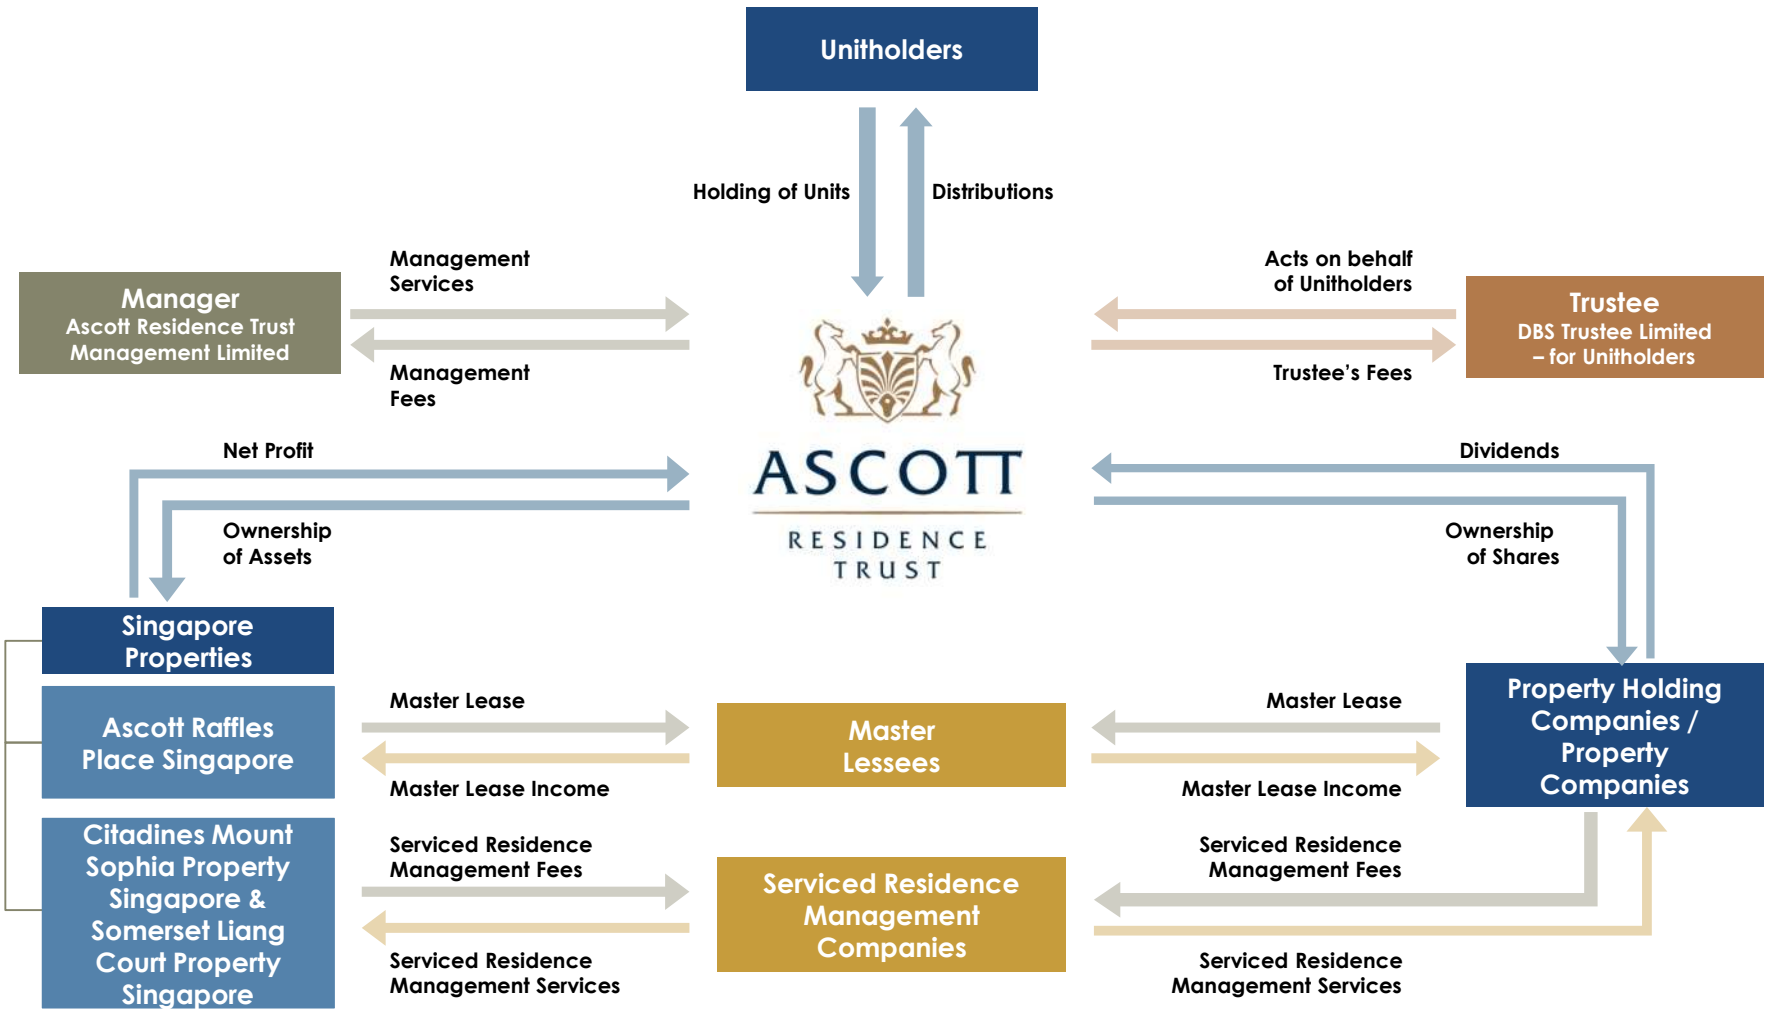 Unitholders
Holding of Units
Distributions
Management
Services
Acts on behalf
of Unitholders
Manager
Ascott Residence Trust
Management Limited
Trustee
DBS Trustee Limited
– for Unitholders
Management
Fees
Trustee’s Fees
Net Profit
Dividends
ASCOTT
RESIDENCE
TRUST
Ownership
of Assets
Ownership
of Shares
Singapore
Properties
Ascott Raffles
Place Singapore
Master Lease
Master Lease Income
Master
Lessees
Master Lease
Master Lease Income
Property Holding
Companies /
Property
Companies
Citadines Mount
Sophia Property
Singapore &
Somerset Liang
Court Property
Singapore
Serviced Residence
Management Fees
Serviced Residence
Management Services
Serviced Residence
Management
Companies
Serviced Residence
Management Fees
Serviced Residence
Management Services